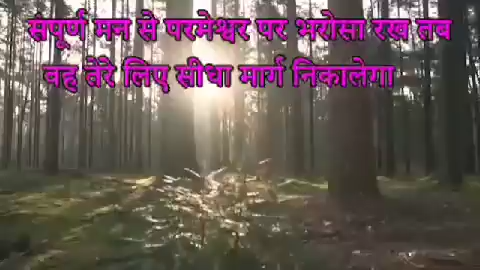 संपूर्ण मन से परमेश्वर पर भरोसा रख तब
वह तेरे लिए सीधा मार्ग निकालेगा